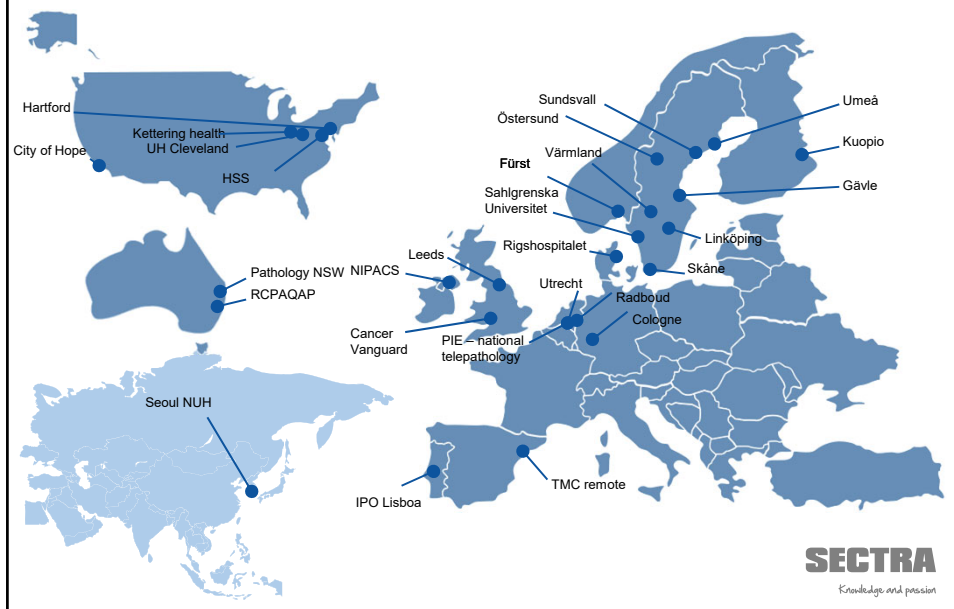 Hartford
Kettering health
UH Cleveland
City of Hope
HSS
Pathology NSW
RCPAQAP
Seoul NUH
Sundsvall
Östersund
Umeå
Värmland
Kuopio
Fürst
Gävle
Sahlgrenska
Universitet
Linköping
Rigshospitalet
Skåne
Leeds
NIPACS
Utrecht
Radboud
Cologne
Cancer
Vanguard
PIE – national
telepathology
TMC remote
IPO Lisboa
SECTRA
Knowledge and passion